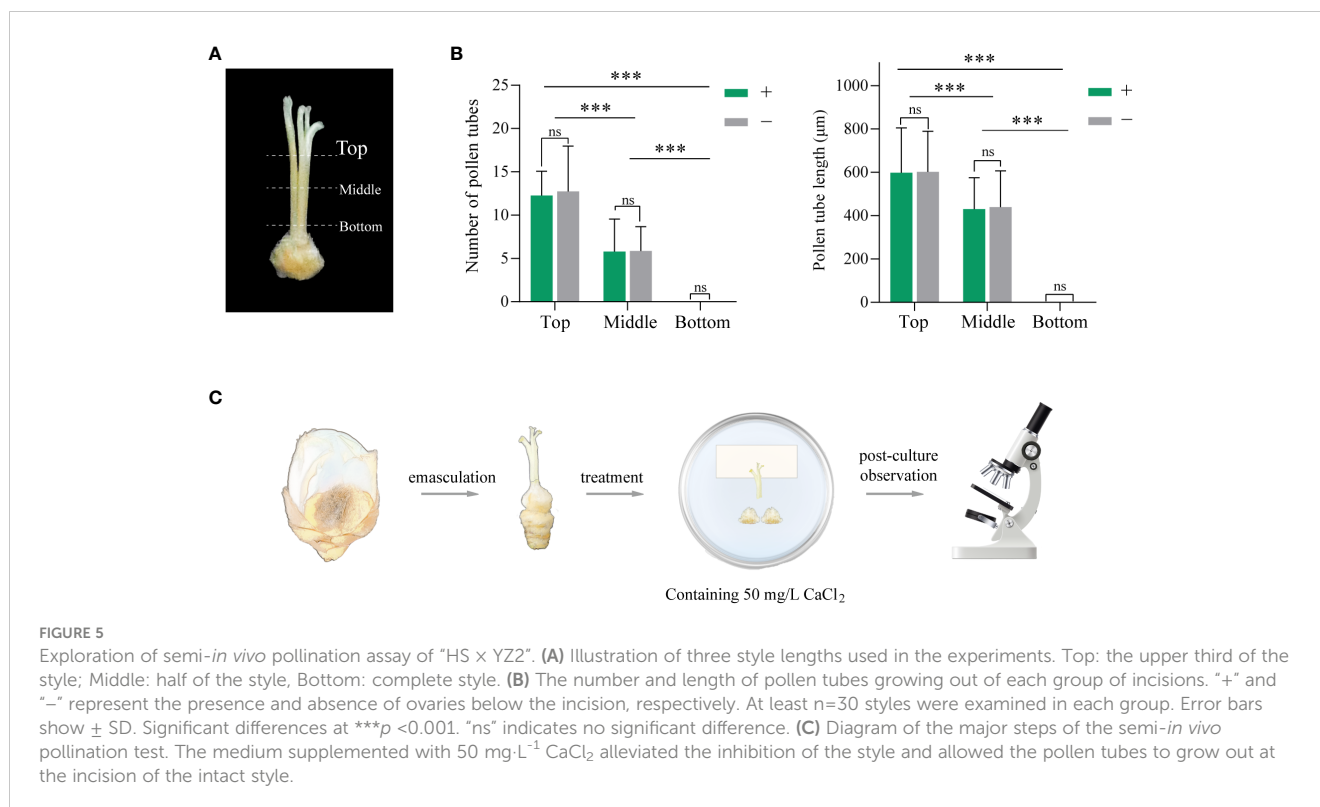 A
Top
Middle
Bottom
B
Number of pollen tubes
25
20
15
10
5
0
***
***
***
ns
ns
ns
+
−
Top
Middle
Bottom
Pollen tube length (μm)
1000
800
600
400
200
0
***
***
***
ns
ns
ns
+
−
Top
Middle
Bottom
C
emasculation
treatment
post-culture
observation
Containing 50 mg/L CaCl₂
FIGURE 5
Exploration of semi-in vivo pollination assay of "HS × YZ2". (A) Illustration of three style lengths used in the experiments. Top: the upper third of the
style; Middle: half of the style, Bottom: complete style. (B) The number and length of pollen tubes growing out of each group of incisions. "+" and
"−" represent the presence and absence of ovaries below the incision, respectively. At least n=30 styles were examined in each group. Error bars
show ± SD. Significant differences at ***p <0.001. "ns" indicates no significant difference. (C) Diagram of the major steps of the semi-in vivo
pollination test. The medium supplemented with 50 mg·L⁻¹ CaCl₂ alleviated the inhibition of the style and allowed the pollen tubes to grow out at
the incision of the intact style.